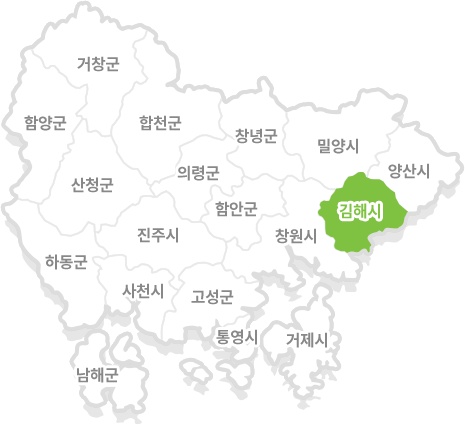 거창군
함양군
합천군
창녕군
밀양시
양산시
산청군
의령군
함안군
김해시
진주시
창원시
하동군
사천시
고성군
통영시
거제시
남해군